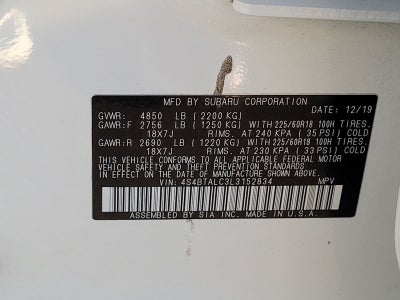 MFD BY SUBARU CORPORATION
DATE: 12/19
GVWR: 4850 LB (2200 KG)
GAWR:F 2756 LB (1250 KG) WITH 225/60R18 100H TIRES.
18X7J RIMS. AT 240 KPA (35 PSI) COLD
GAWR:R 2690 LB (1220 KG) WITH 225/60R18 100H TIRES.
18X7J RIMS. AT 230 KPA (33 PSI) COLD
THIS VEHICLE CONFORMS TO ALL APPLICABLE FEDERAL MOTOR
VEHICLE SAFETY AND THEFT PREVENTION STANDARDS IN EFFECT
ON THE DATE OF MANUFACTURE SHOWN ABOVE.
VIN: 4S4BTALC3L3152834 MPV
ASSEMBLED BY SIA INC. MADE IN U.S.A.